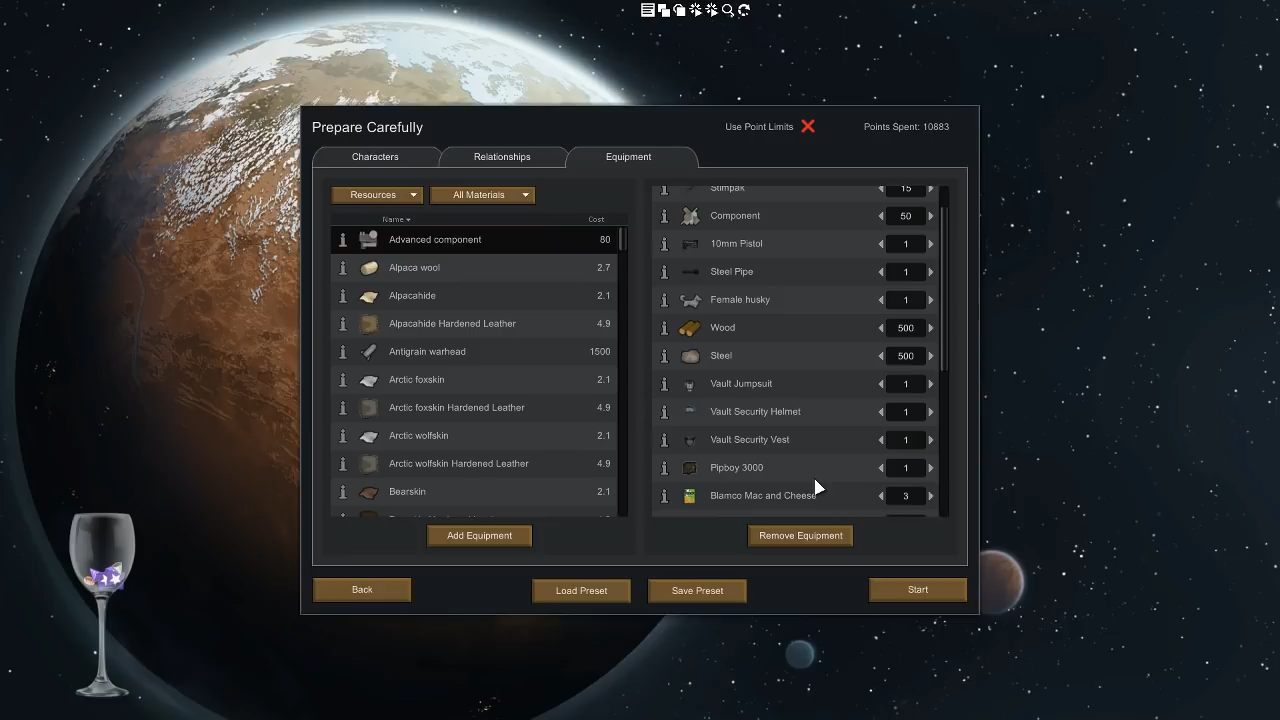 Prepare Carefully
Use Point Limits
Points Spent: 10883
Characters
Relationships
Equipment
Resources
All Materials
Name
Cost
Advanced component 80
Alpaca wool 2.7
Alpacahide 2.1
Alpacahide Hardened Leather 4.9
Antigrain warhead 1500
Arctic foxskin 2.1
Arctic foxskin Hardened Leather 4.9
Arctic wolfskin 2.1
Arctic wolfskin Hardened Leather 4.9
Bearskin 2.1
Stimpak 15
Component 50
10mm Pistol 1
Steel Pipe 1
Female husky 1
Wood 500
Steel 500
Vault Jumpsuit 1
Vault Security Helmet 1
Vault Security Vest 1
Pipboy 3000 1
Blamco Mac and Cheese 3
Add Equipment
Remove Equipment
Back
Load Preset
Save Preset
Start